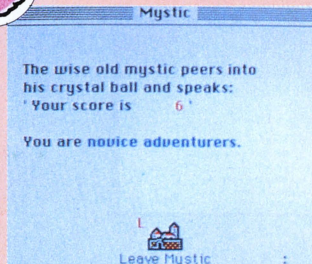 Mystic
The wise old mystic peers into
his crystal ball and speaks:
'Your score is 6'
You are novice adventurers.
L
Leave Mystic :